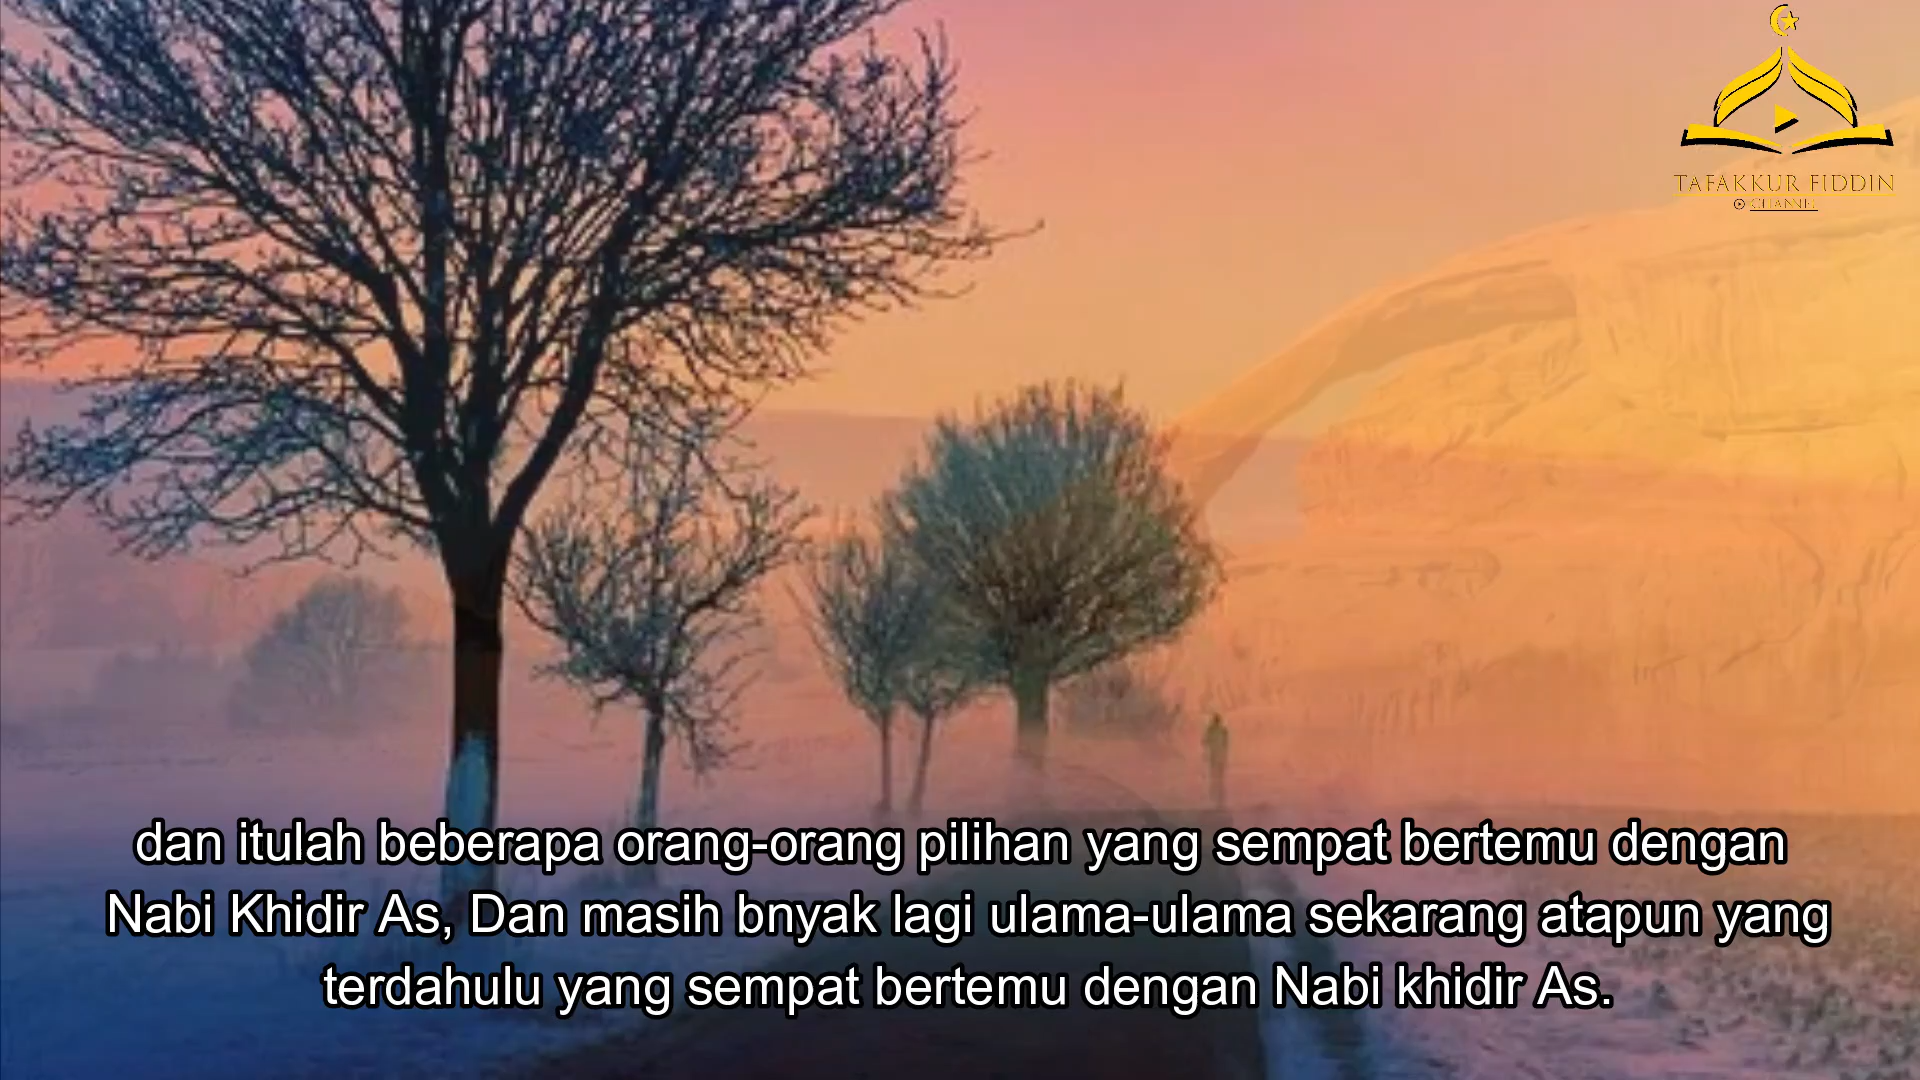 TAFAKKUR FIDDIN
CHANNEL
dan itulah beberapa orang-orang pilihan yang sempat bertemu dengan
Nabi Khidir As, Dan masih bnyak lagi ulama-ulama sekarang atapun yang
terdahulu yang sempat bertemu dengan Nabi khidir As.